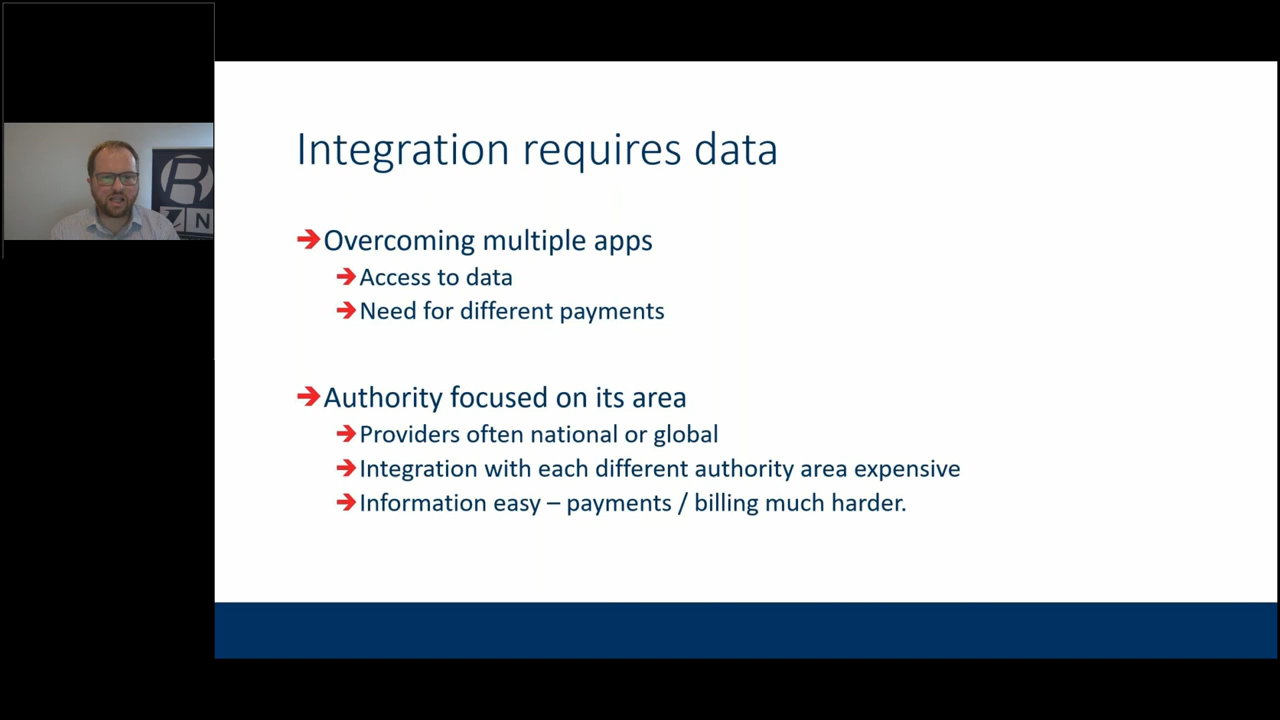 Integration requires data
➔Overcoming multiple apps
➔Access to data
➔Need for different payments
➔Authority focused on its area
➔Providers often national or global
➔Integration with each different authority area expensive
➔Information easy – payments / billing much harder.
R
N